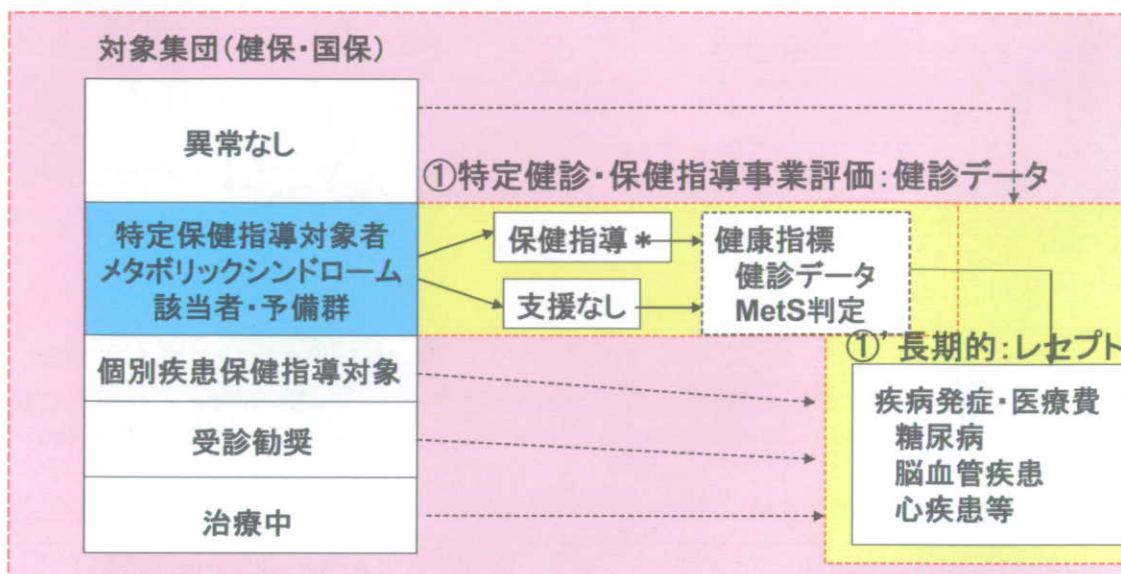 対象集団(健保・国保)
異常なし
①特定健診・保健指導事業評価:健診データ
特定保健指導対象者
メタボリックシンドローム
該当者・予備群
保健指導*
支援なし
健康指標
健診データ
MetS判定
①’長期的:レセプト
個別疾患保健指導対象
受診勧奨
治療中
疾病発症・医療費
糖尿病
脳血管疾患
心疾患等